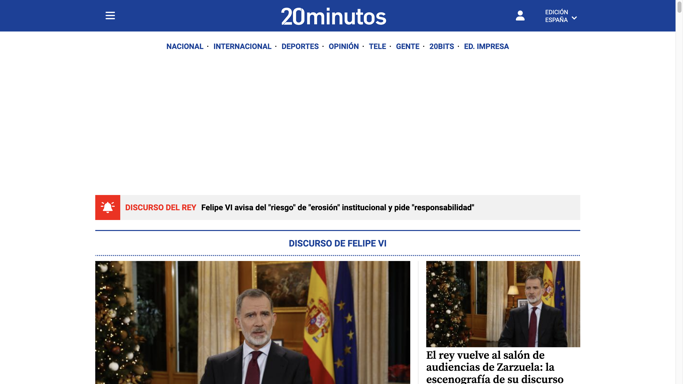 20minutos
EDICIÓN
ESPAÑA
NACIONAL · INTERNACIONAL · DEPORTES · OPINIÓN · TELE · GENTE · 20BITS · ED. IMPRESA
DISCURSO DEL REY Felipe VI avisa del "riesgo" de "erosión" institucional y pide "responsabilidad"
DISCURSO DE FELIPE VI
El rey vuelve al salón de
audiencias de Zarzuela: la
escenografía de su discurso